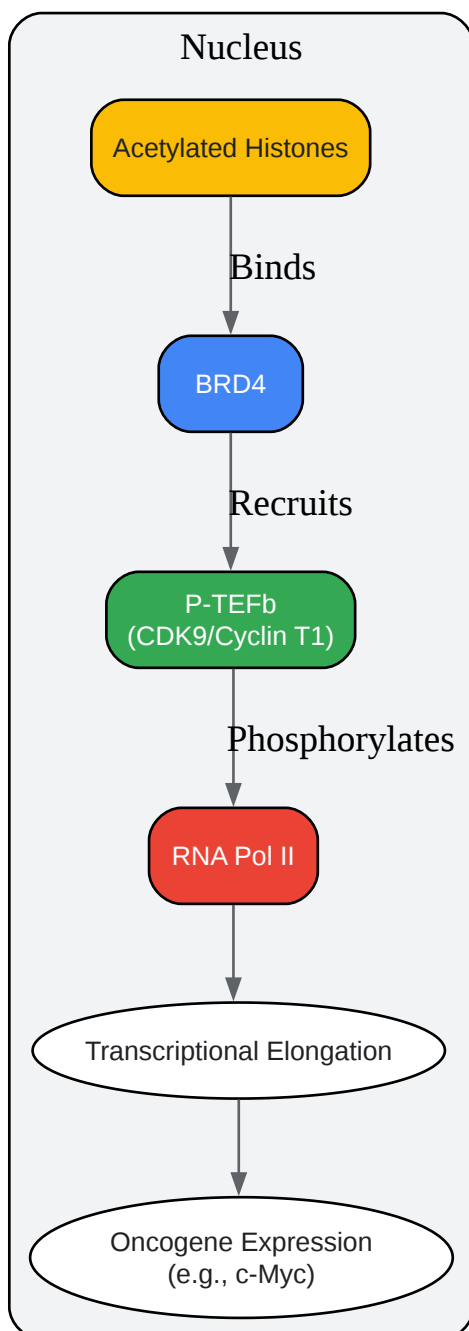 Nucleus
Acetylated Histones
Binds
BRD4
Recruits
P-TEFb
(CDK9/Cyclin T1)
Phosphorylates
RNA Pol II
Transcriptional Elongation
Oncogene Expression
(e.g., c-Myc)